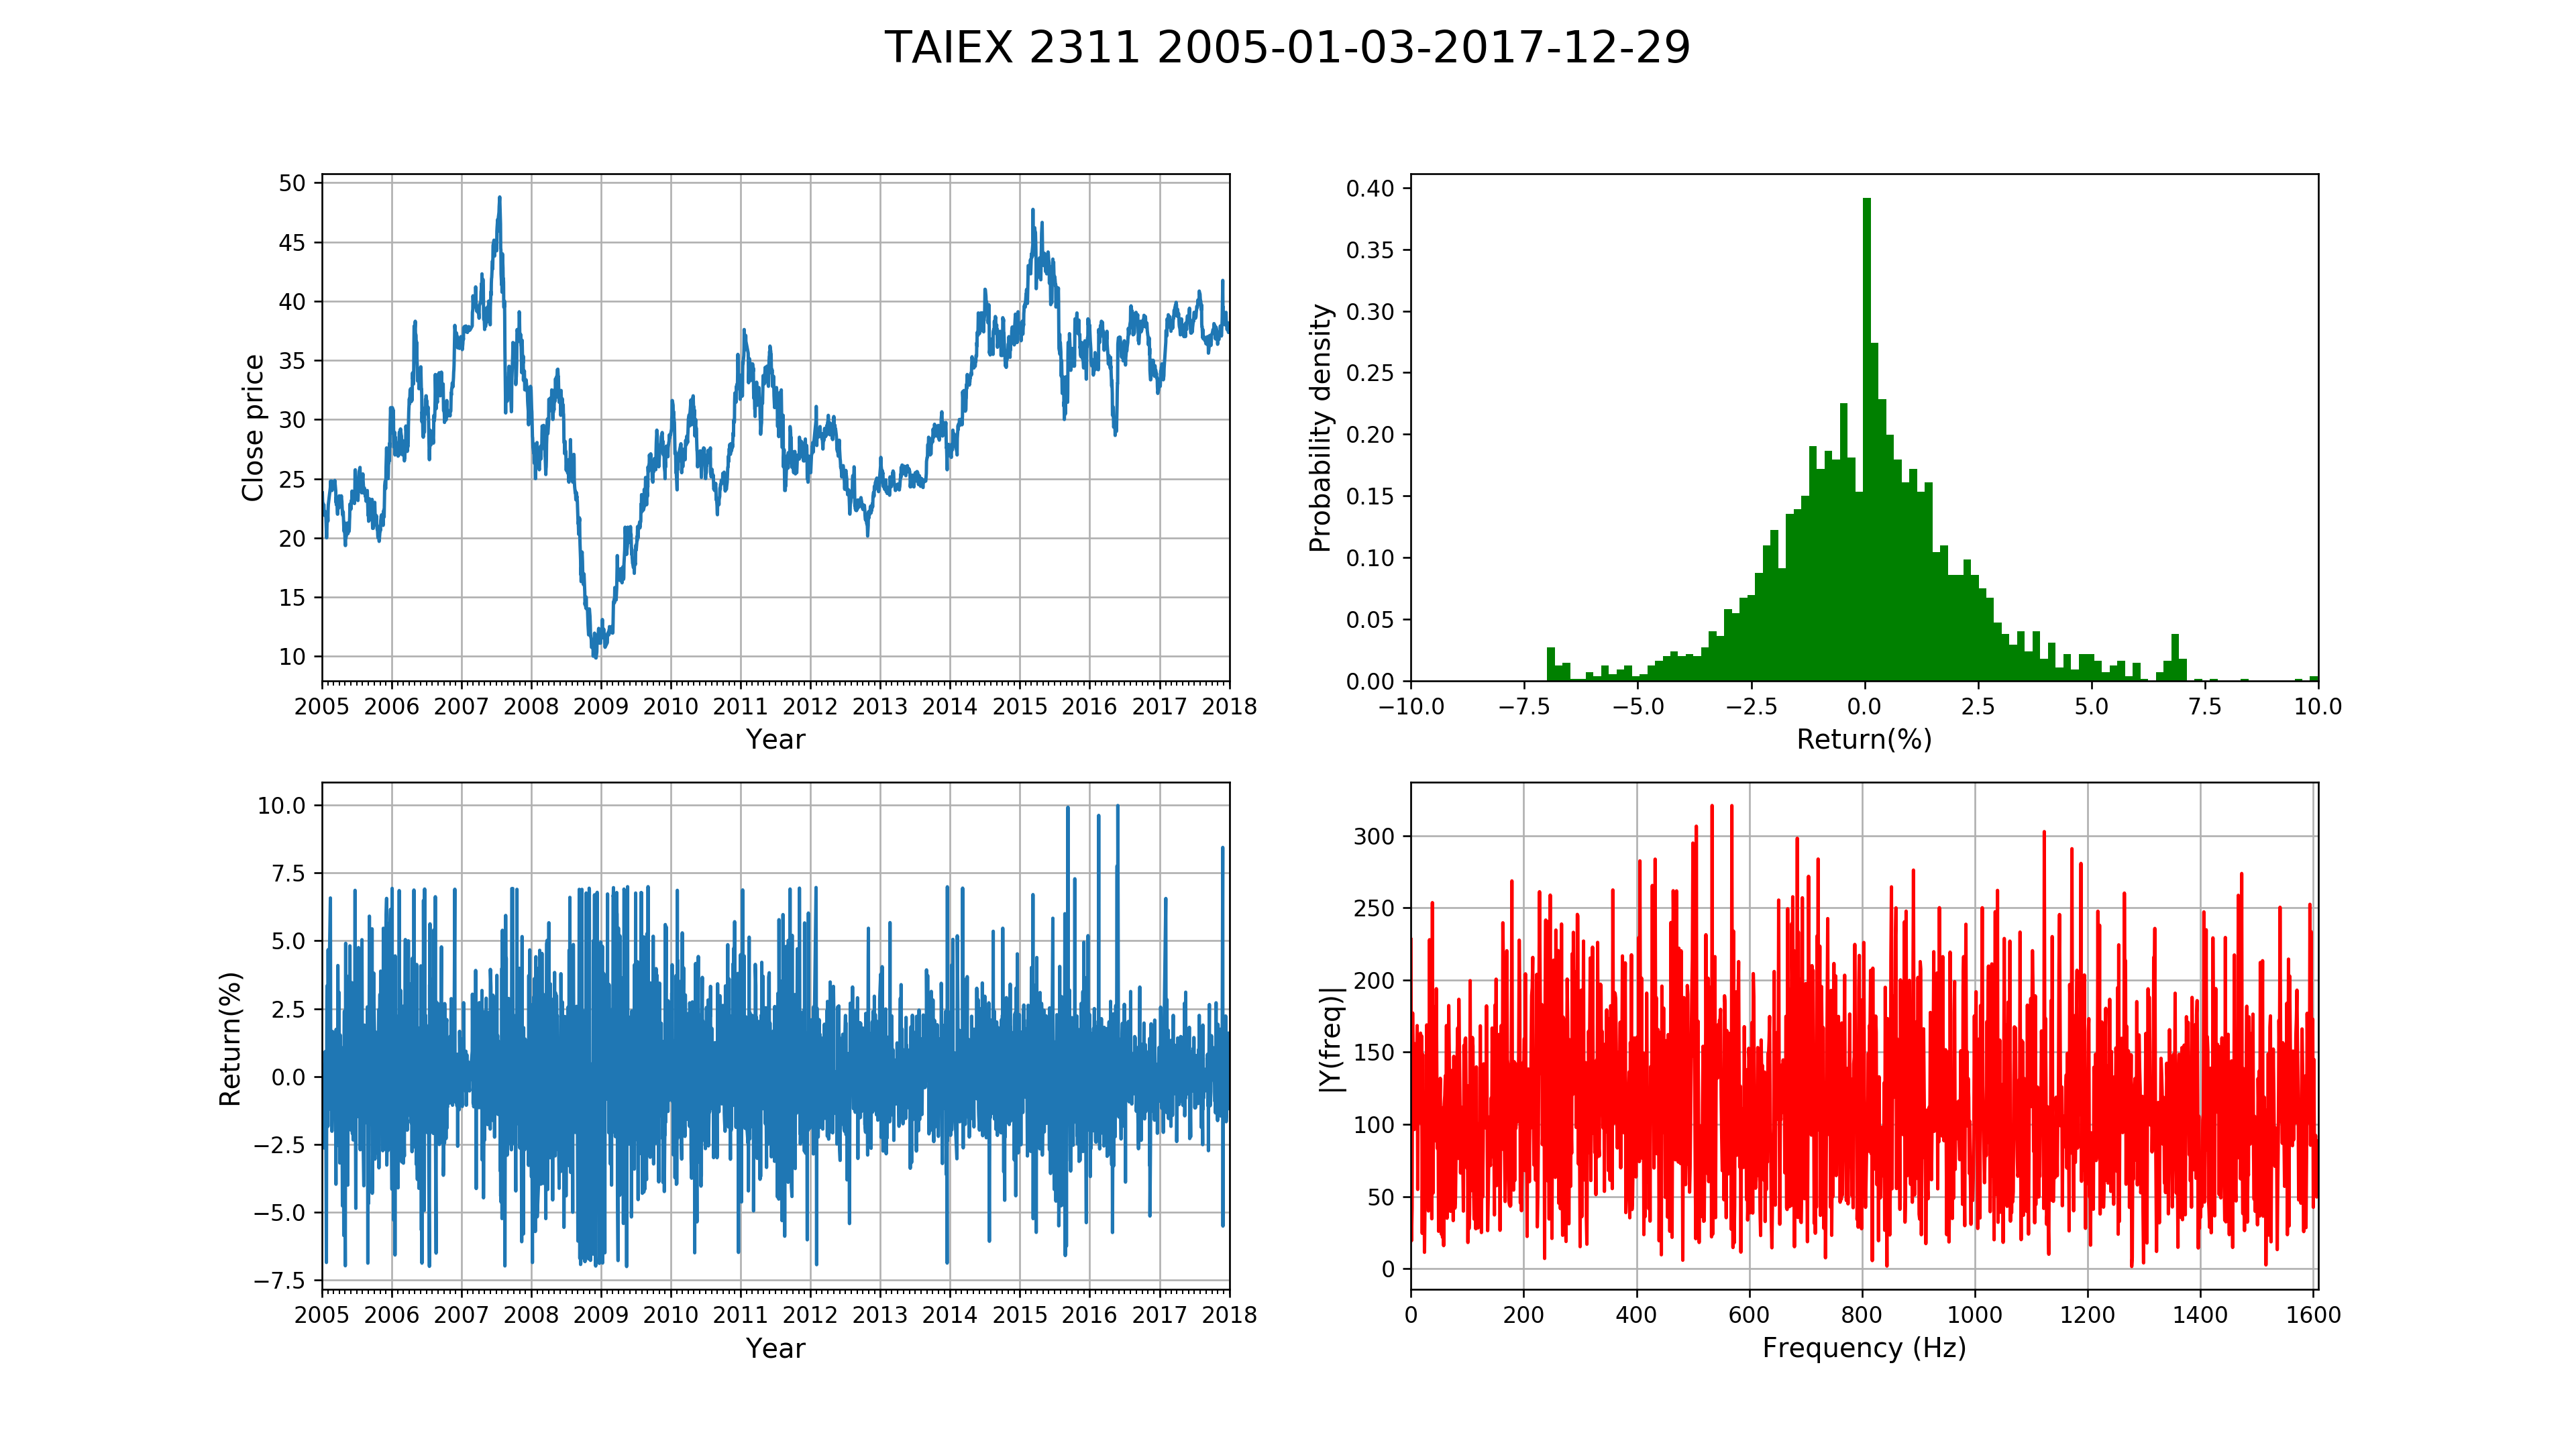 TAIEX 2311 2005-01-03-2017-12-29
50
45
40
35
30
25
20
15
10
Close price
2005 2006 2007 2008 2009 2010 2011 2012 2013 2014 2015 2016 2017 2018
Year
0.40
0.35
0.30
0.25
0.20
0.15
0.10
0.05
0.00
Probability density
−10.0 −7.5 −5.0 −2.5 0.0 2.5 5.0 7.5 10.0
Return(%)
10.0
7.5
5.0
2.5
0.0
−2.5
−5.0
−7.5
Return(%)
2005 2006 2007 2008 2009 2010 2011 2012 2013 2014 2015 2016 2017 2018
Year
300
250
200
150
100
50
0
|Y(freq)|
0 200 400 600 800 1000 1200 1400 1600
Frequency (Hz)